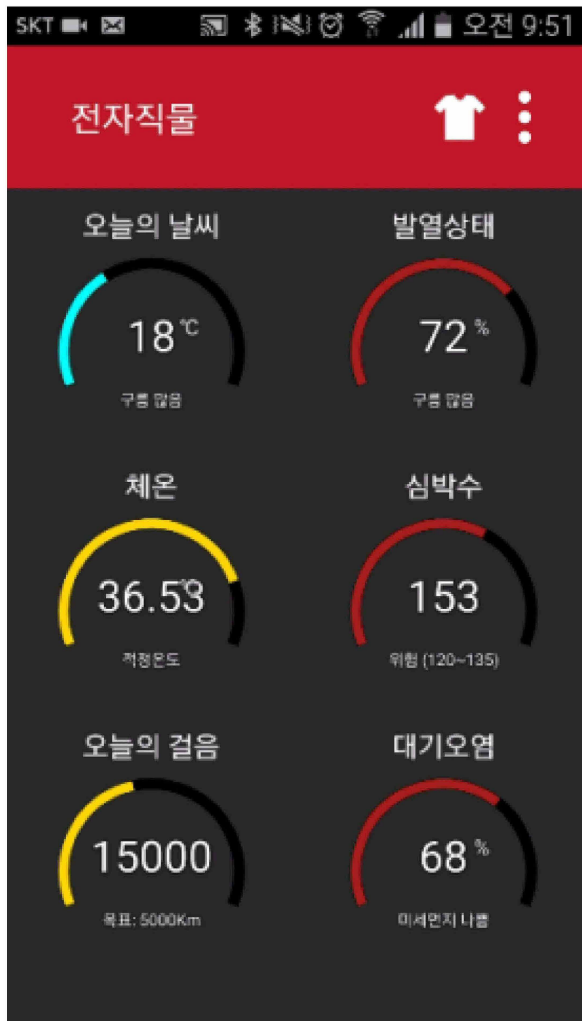 SKT 오전 9:51
전자직물
오늘의 날씨
18 ℃
구름 많음
발열상태
72 %
구름 많음
체온
36.53 ℃
적정온도
심박수
153
위험 (120~135)
오늘의 걸음
15000
목표: 5000Km
대기오염
68 %
미세먼지 나쁨